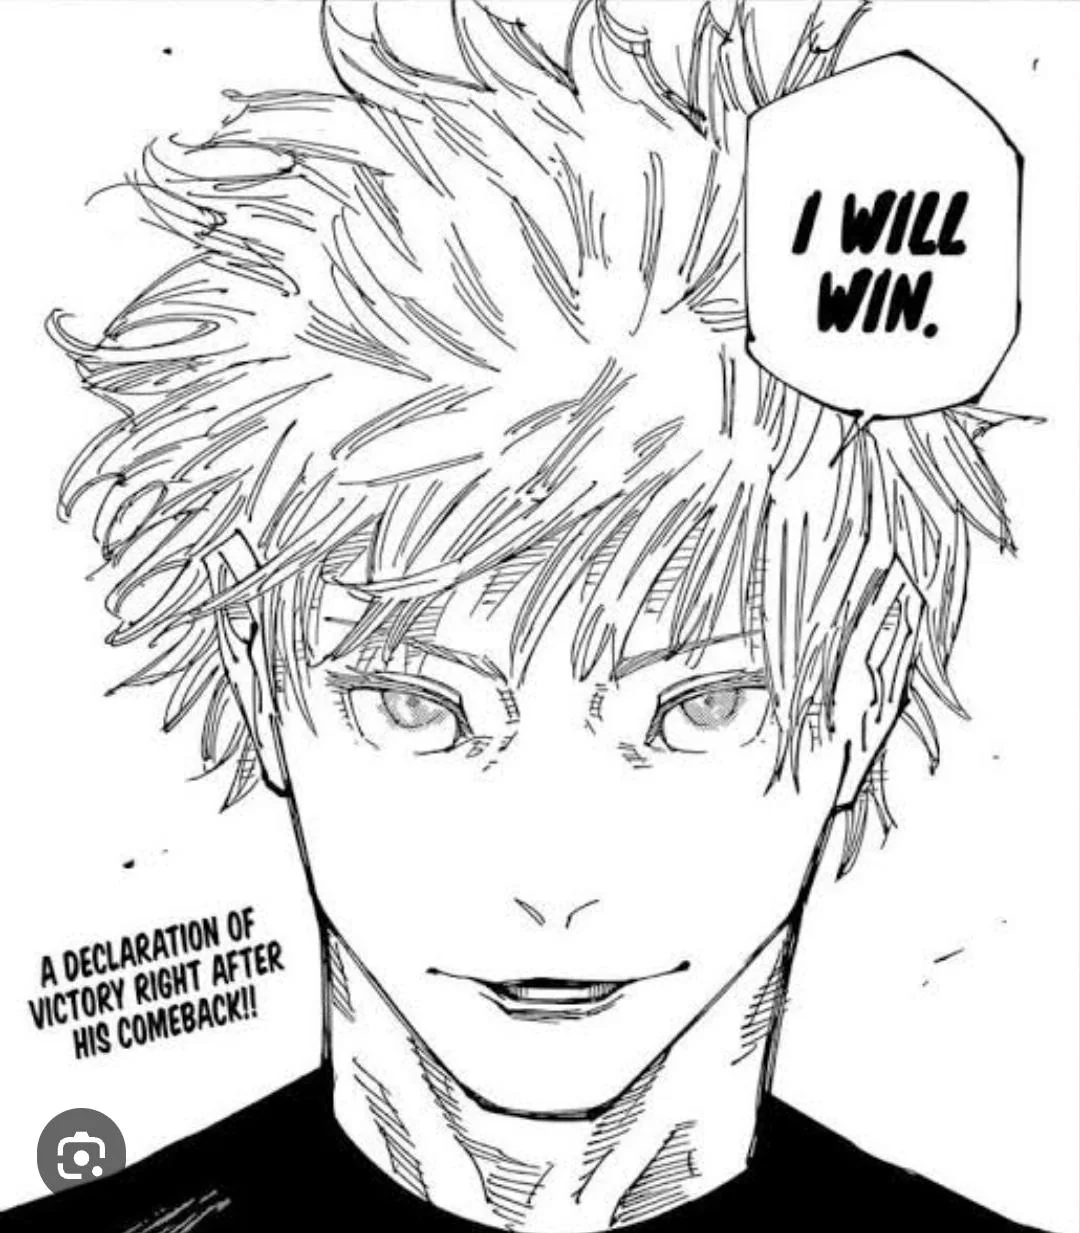 I WILL
WIN.
A DECLARATION OF
VICTORY RIGHT AFTER
HIS COMEBACK!!